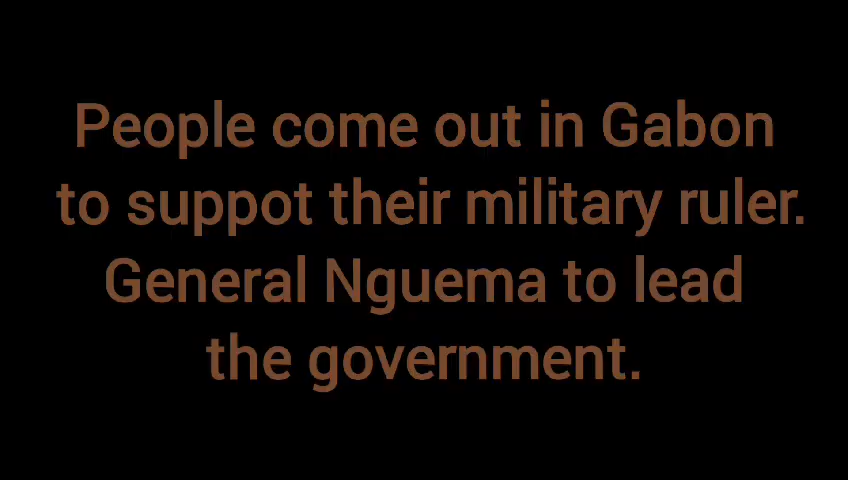 People come out in Gabon
to suppot their military ruler.
General Nguema to lead
the government.